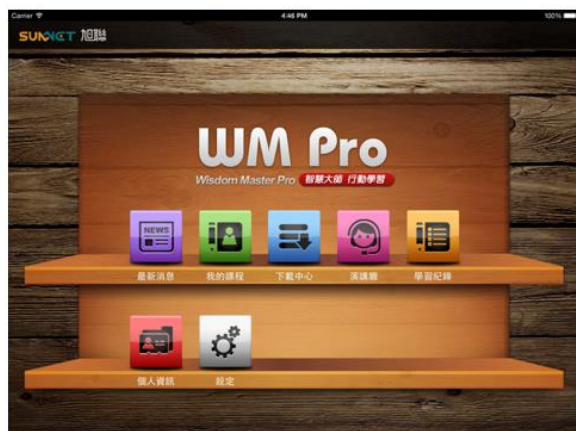 Carrier
4:46 PM
100%
SUNNET 旭聯
WM Pro
Wisdom Master Pro 智慧大師 行動學習
NEWS
最新消息 我的課程 下載中心 演講廳 學習紀錄
個人資訊 設定